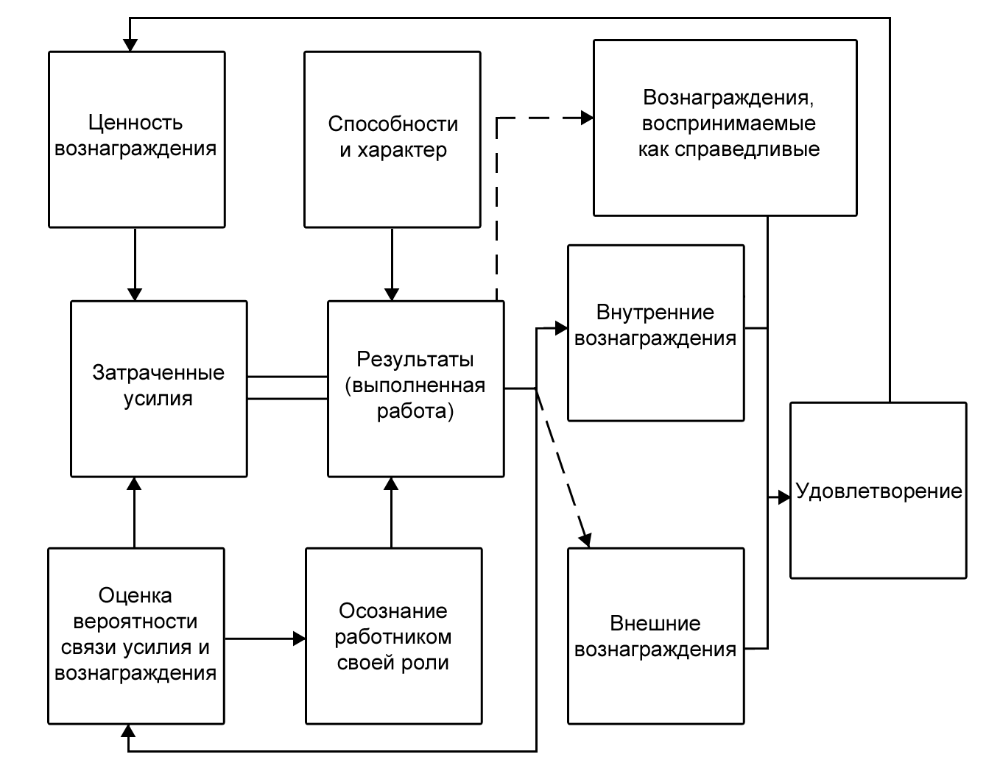 Ценность
вознаграждения
Способности
и характер
Вознаграждения,
воспринимаемые
как справедливые
Затраченные
усилия
Результаты
(выполненная
работа)
Внутренние
вознаграждения
Удовлетворение
Оценка
вероятности
связи усилия и
вознаграждения
Осознание
работником
своей роли
Внешние
вознаграждения